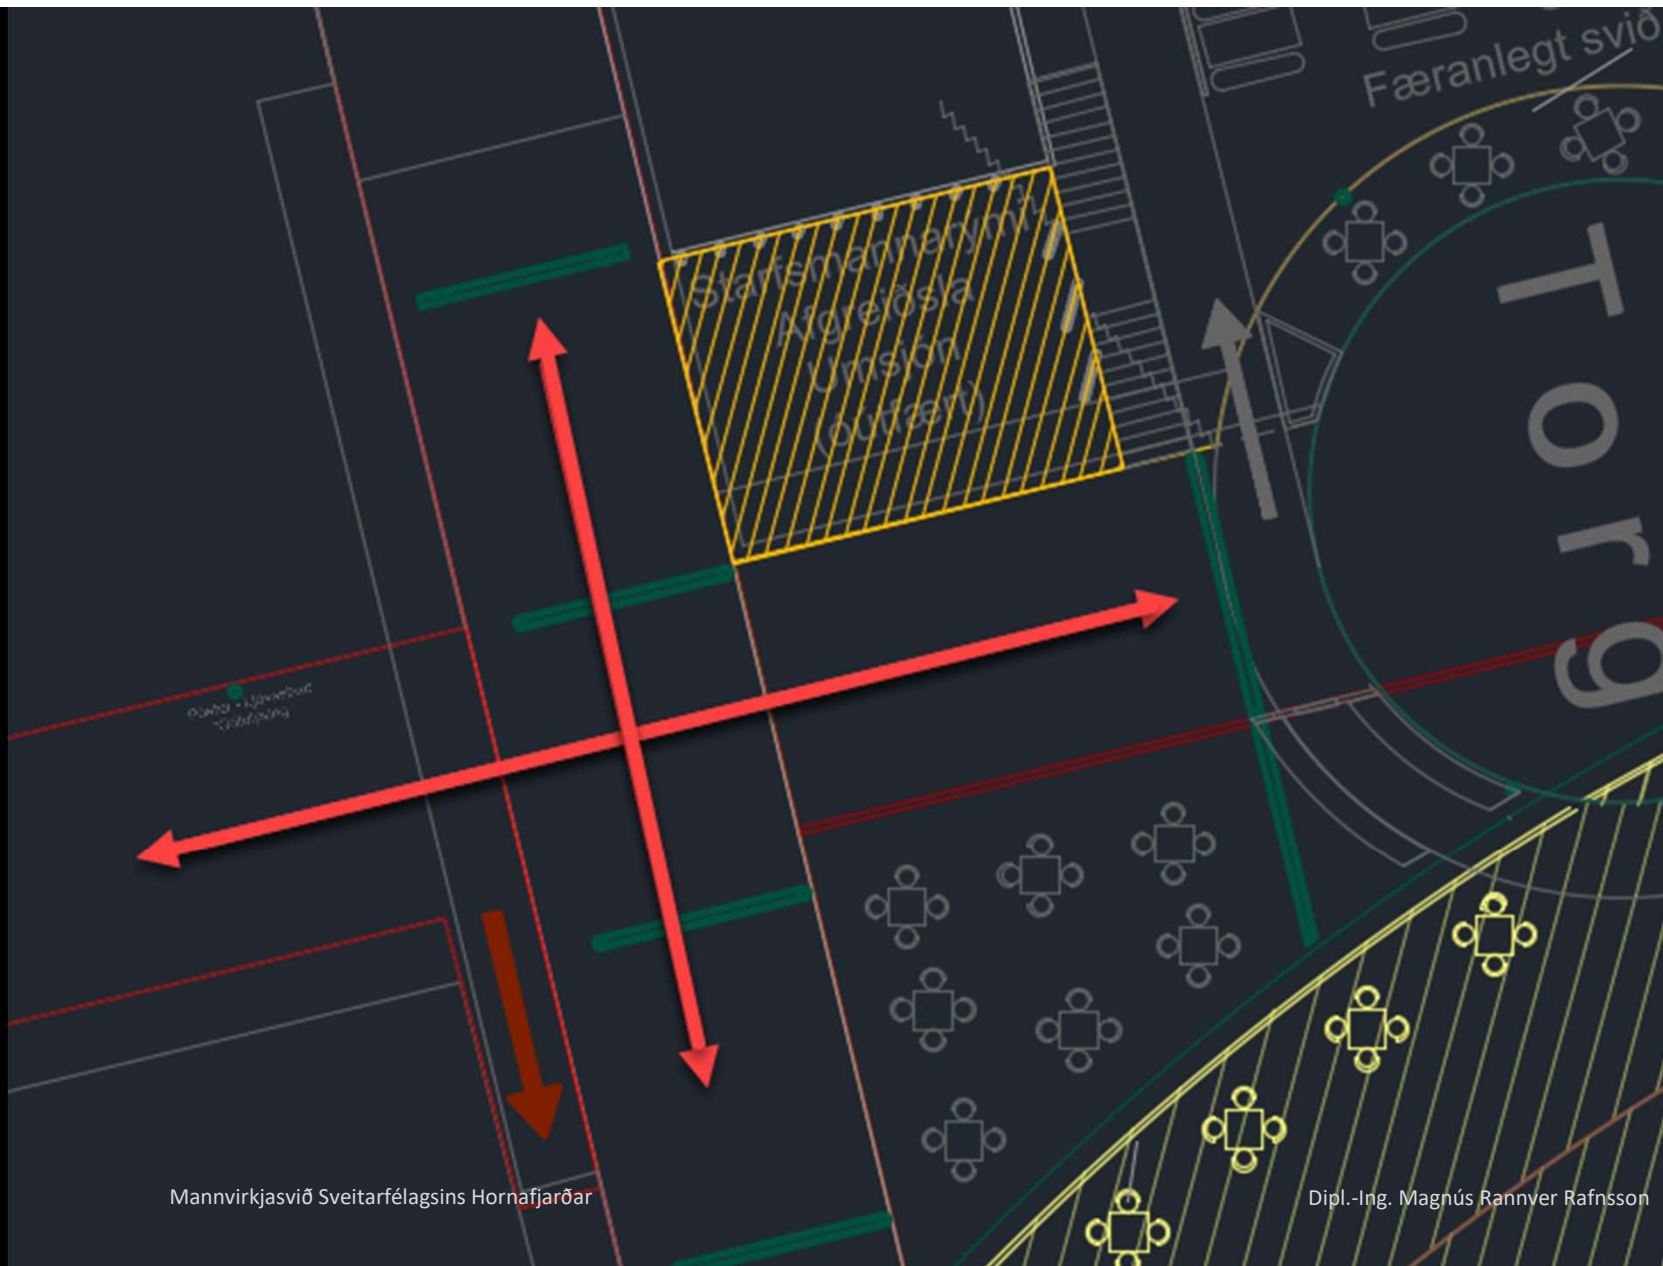 Færanlegt svið
Starfsmannarými
Afgreiðsla
Umsjón
(óútfært)
Torg
Mannvirkjasvið Sveitarfélagsins Hornafjarðar
Dipl.-Ing. Magnús Rannver Rafnsson